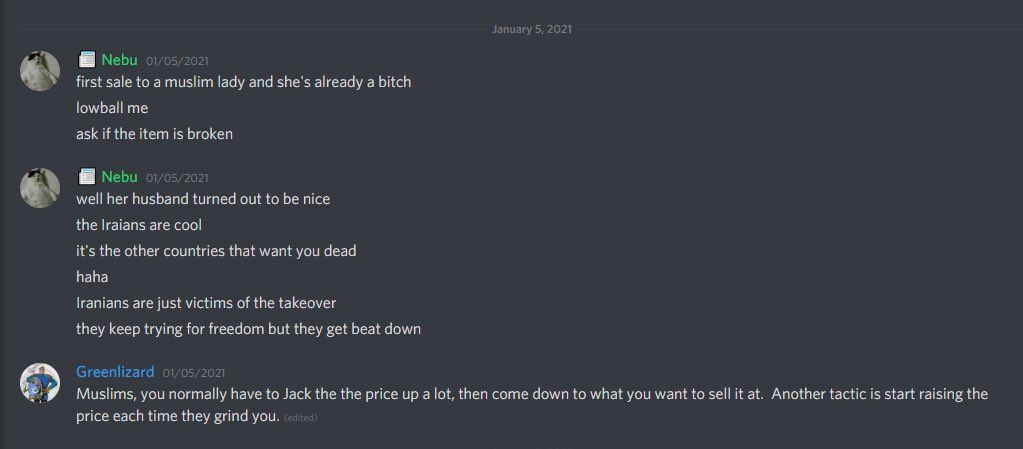 January 5, 2021
Nebu 01/05/2021
first sale to a muslim lady and she's already a bitch
lowball me
ask if the item is broken
Nebu 01/05/2021
well her husband turned out to be nice
the Iraians are cool
it's the other countries that want you dead
haha
Iranians are just victims of the takeover
they keep trying for freedom but they get beat down
Greenlizard 01/05/2021
Muslims, you normally have to Jack the the price up a lot, then come down to what you want to sell it at.  Another tactic is start raising the
price each time they grind you. (edited)